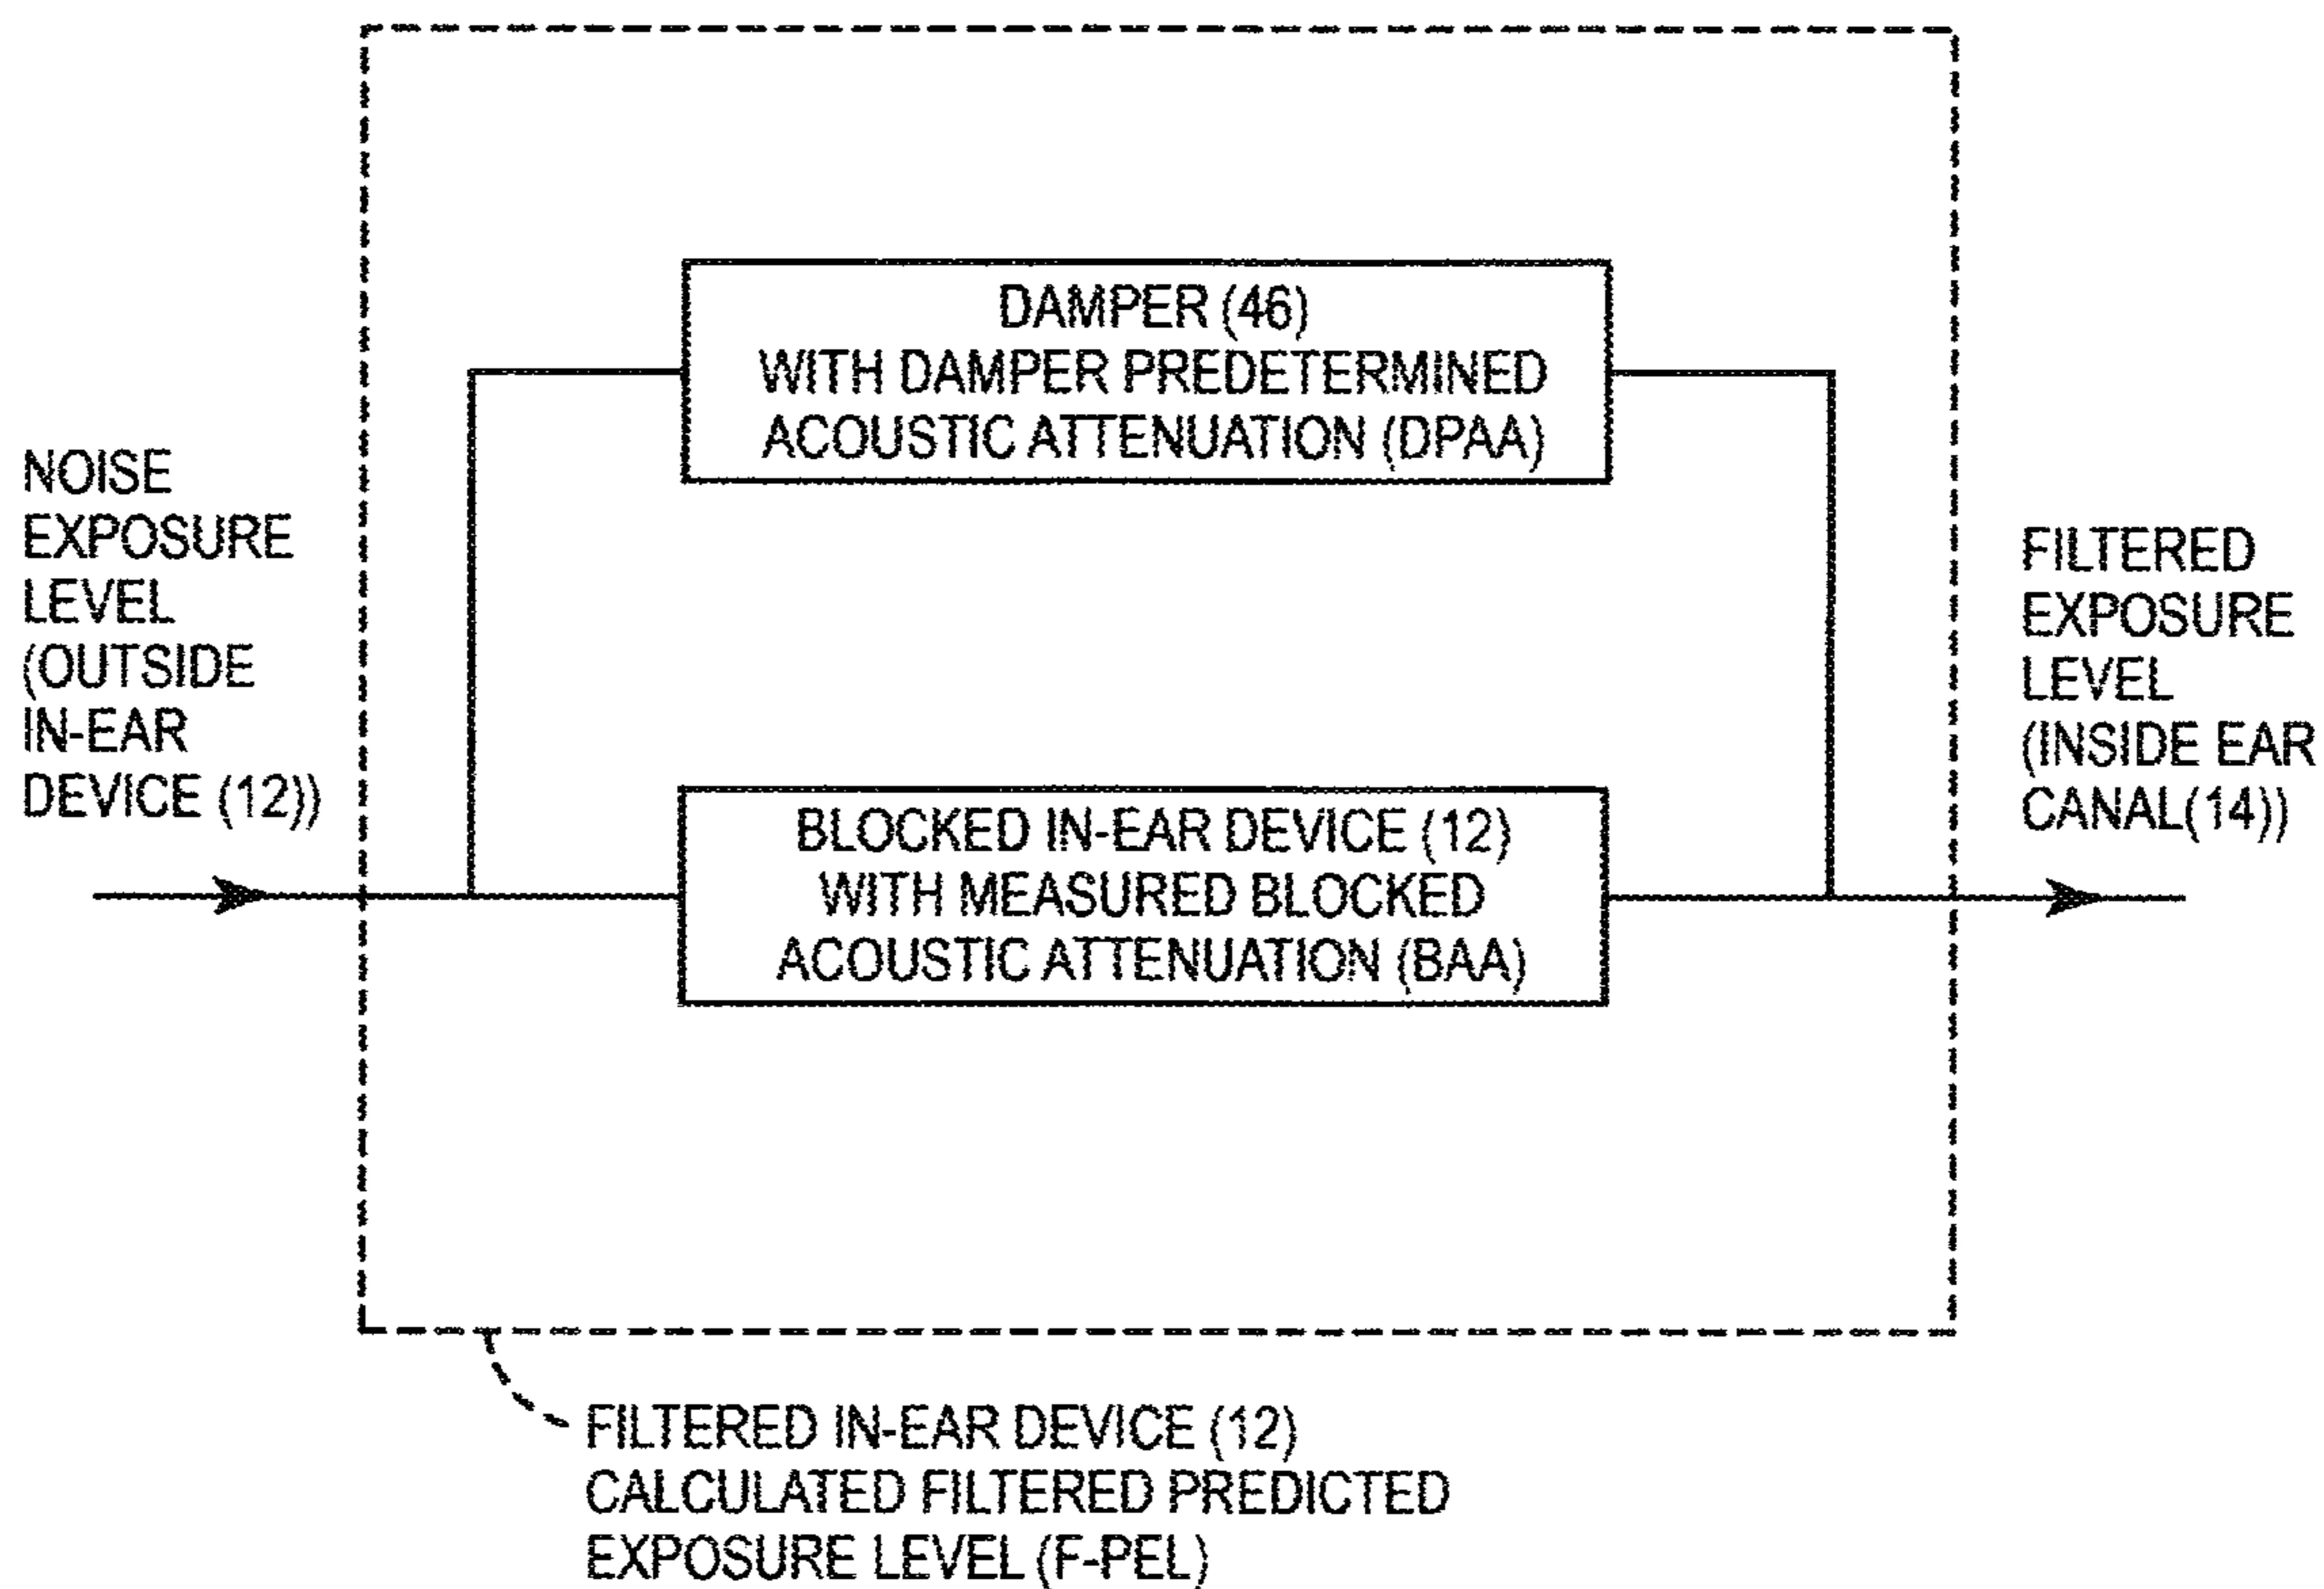 DAMPER (46)
WITH DAMPER PREDETERMINED
ACOUSTIC ATTENUATION (DPAA)
NOISE
EXPOSURE
LEVEL
(OUTSIDE
IN-EAR
DEVICE (12))
FILTERED
EXPOSURE
LEVEL
(INSIDE EAR
CANAL(14))
BLOCKED IN-EAR DEVICE (12)
WITH MEASURED BLOCKED
ACOUSTIC ATTENUATION (BAA)
FILTERED IN-EAR DEVICE (12)
CALCULATED FILTERED PREDICTED
EXPOSURE LEVEL (F-PEL)